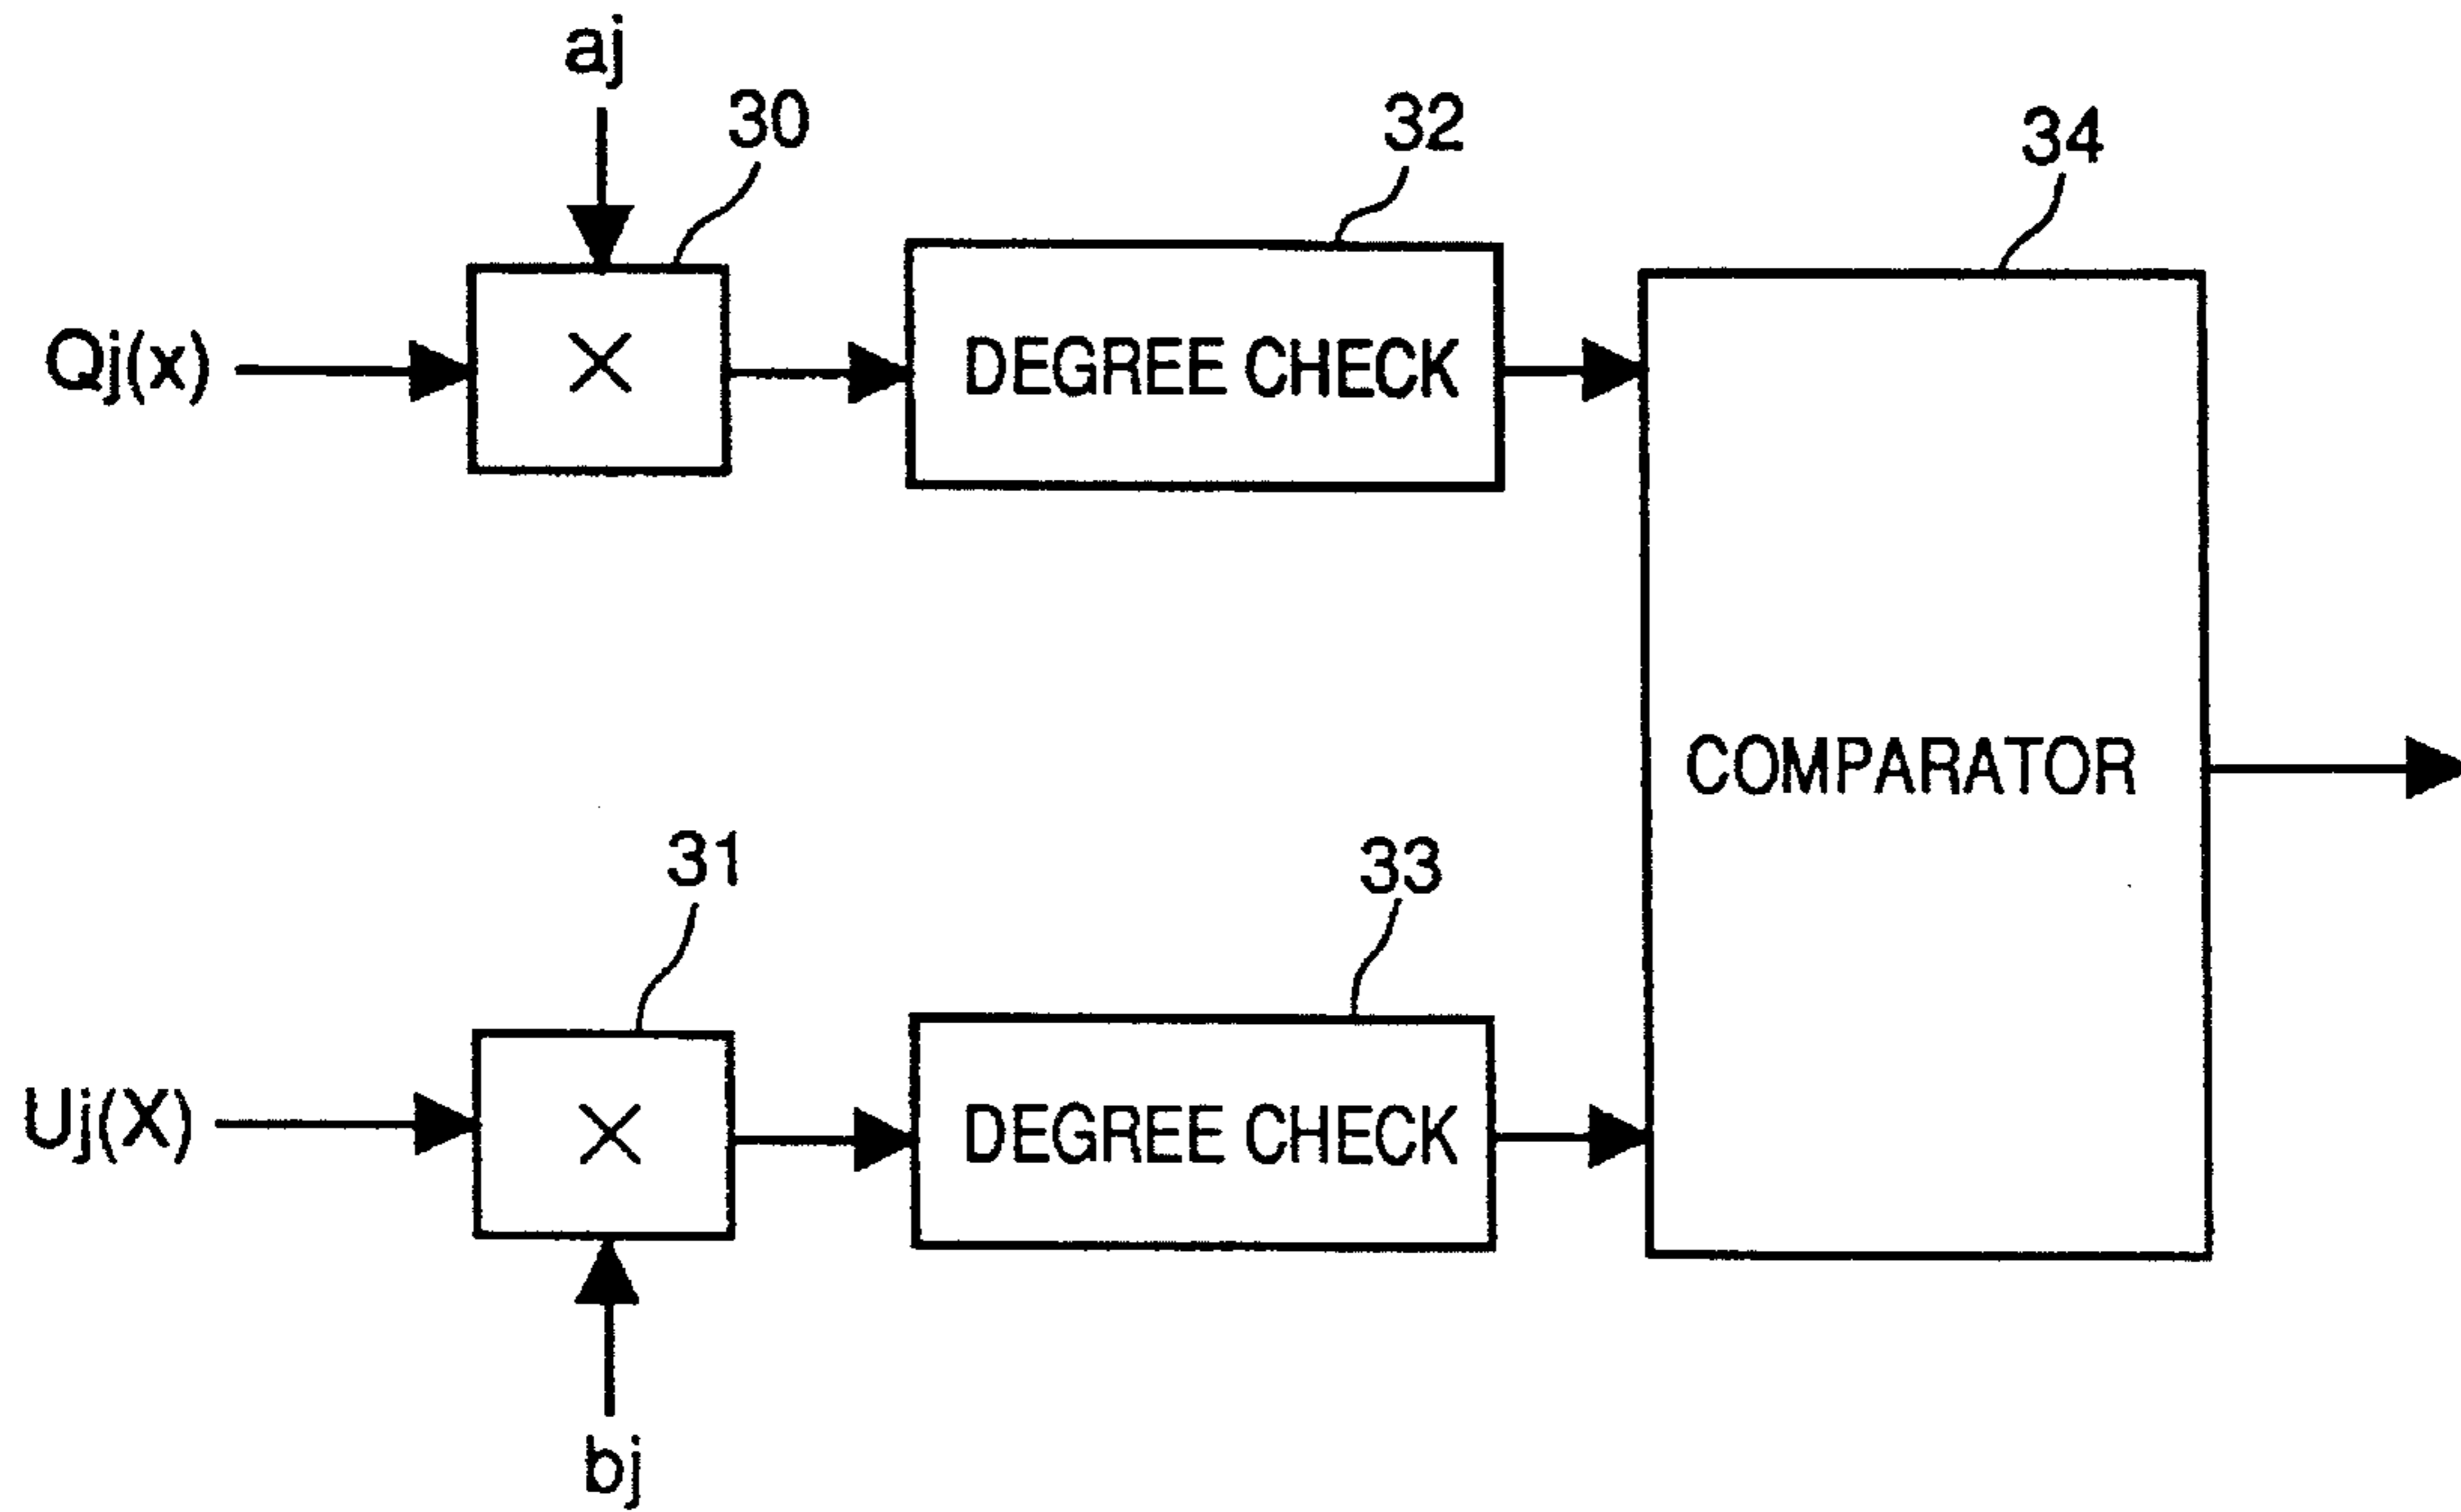 aj
30
32
34
Qj(x)
×
DEGREE CHECK
COMPARATOR
31
33
Uj(X)
×
DEGREE CHECK
bj